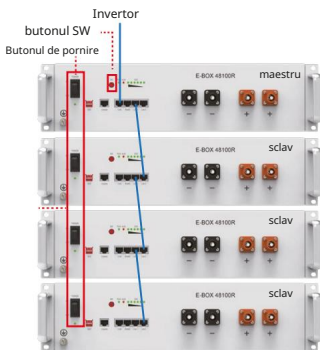 Invertor
butonul SW
Butonul de pornire
E-BOX 48100R
maestru
− − + +
E-BOX 48100R
sclav
− − + +
E-BOX 48100R
sclav
− − + +
E-BOX 48100R
sclav
− − + +